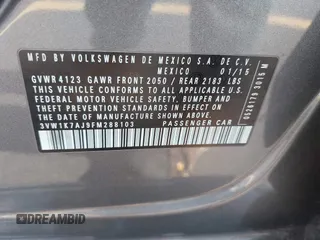 MFD BY VOLKSWAGEN DE MEXICO S.A. DE C.V.
MEXICO 01/15
GVWR 4123 GAWR FRONT 2050 / REAR 2183 LBS
THIS VEHICLE CONFORMS TO ALL APPLICABLE
FEDERAL MOTOR VEHICLE SAFETY, BUMPER AND
THEFT PREVENTION STANDARDS IN EFFECT ON
THE DATE OF MANUFACTURE SHOWN ABOVE.
3VW1K7AJ9FM288103 PASSENGER CAR
DREAMBID